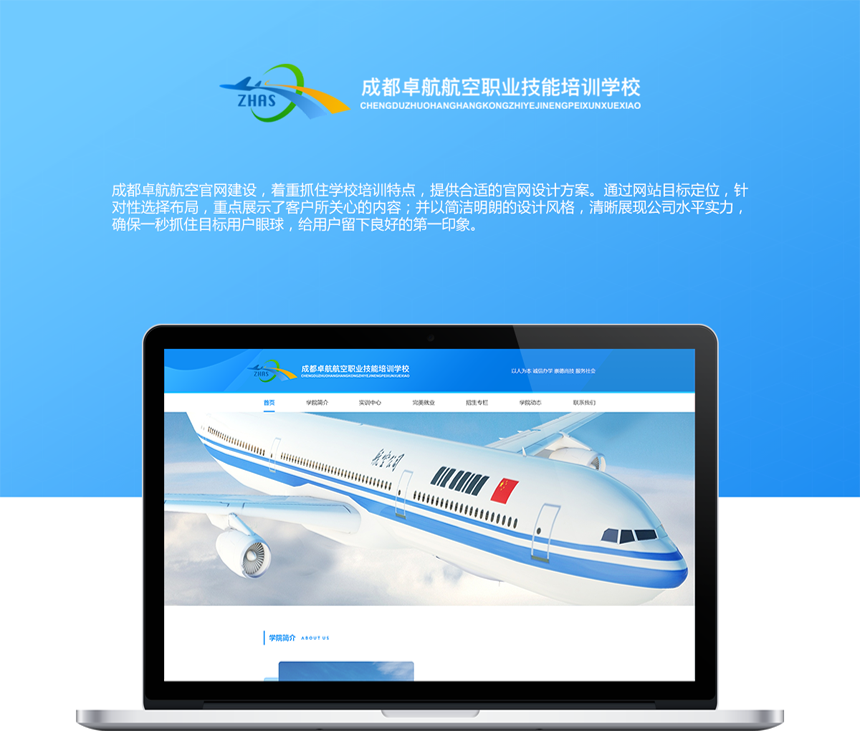 ZHAS
成都卓航航空职业技能培训学校
CHENGDUZHUOHANGHANGKONGZHIYEJINENGPEIXUNXUEXIAO
成都卓航航空官网建设，着重抓住学校培训特点，提供合适的官网设计方案。通过网站目标定位，针
对性选择布局，重点展示了客户所关心的内容；并以简洁明朗的设计风格，清晰展现公司水平实力，
确保一秒抓住目标用户眼球，给用户留下良好的第一印象。
ZHAS
成都卓航航空职业技能培训学校
CHENGDUZHUOHANGHANGKONGZHIYEJINENGPEIXUNXUEXIAO
以人为本 诚信办学 崇德尚技 服务社会
首页 学院简介 实训中心 完美就业 招生专栏 学院动态 联系我们
航空公司
学院简介 ABOUT US